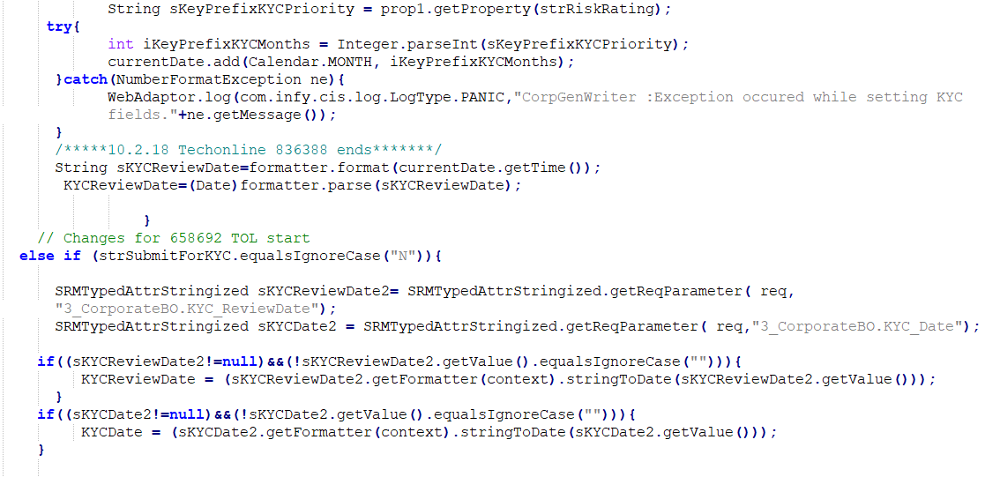 String sKeyPrefixKYCPriority = prop1.getProperty(strRiskRating);
try{
int iKeyPrefixKYCMonths = Integer.parseInt(sKeyPrefixKYCPriority);
currentDate.add(Calendar.MONTH, iKeyPrefixKYCMonths);
}catch(NumberFormatException ne){
WebAdaptor.log(com.infy.cis.log.LogType.PANIC,"CorpGenWriter :Exception occured while setting KYC
fields."+ne.getMessage());
}
/*****10.2.18 Techonline 836388 ends*******/
String sKYCReviewDate=formatter.format(currentDate.getTime());
KYCReviewDate=(Date)formatter.parse(sKYCReviewDate);
}
// Changes for 658692 TOL start
else if (strSubmitForKYC.equalsIgnoreCase("N")){
SRMTypedAttrStringized sKYCReviewDate2= SRMTypedAttrStringized.getReqParameter( req,
"3_CorporateBO.KYC_ReviewDate");
SRMTypedAttrStringized sKYCDate2 = SRMTypedAttrStringized.getReqParameter( req,"3_CorporateBO.KYC_Date");
if((sKYCReviewDate2!=null)&&(!sKYCReviewDate2.getValue().equalsIgnoreCase(""))){
KYCReviewDate = (sKYCReviewDate2.getFormatter(context).stringToDate(sKYCReviewDate2.getValue()));
}
if((sKYCDate2!=null)&&(!sKYCDate2.getValue().equalsIgnoreCase(""))){
KYCDate = (sKYCDate2.getFormatter(context).stringToDate(sKYCDate2.getValue()));
}